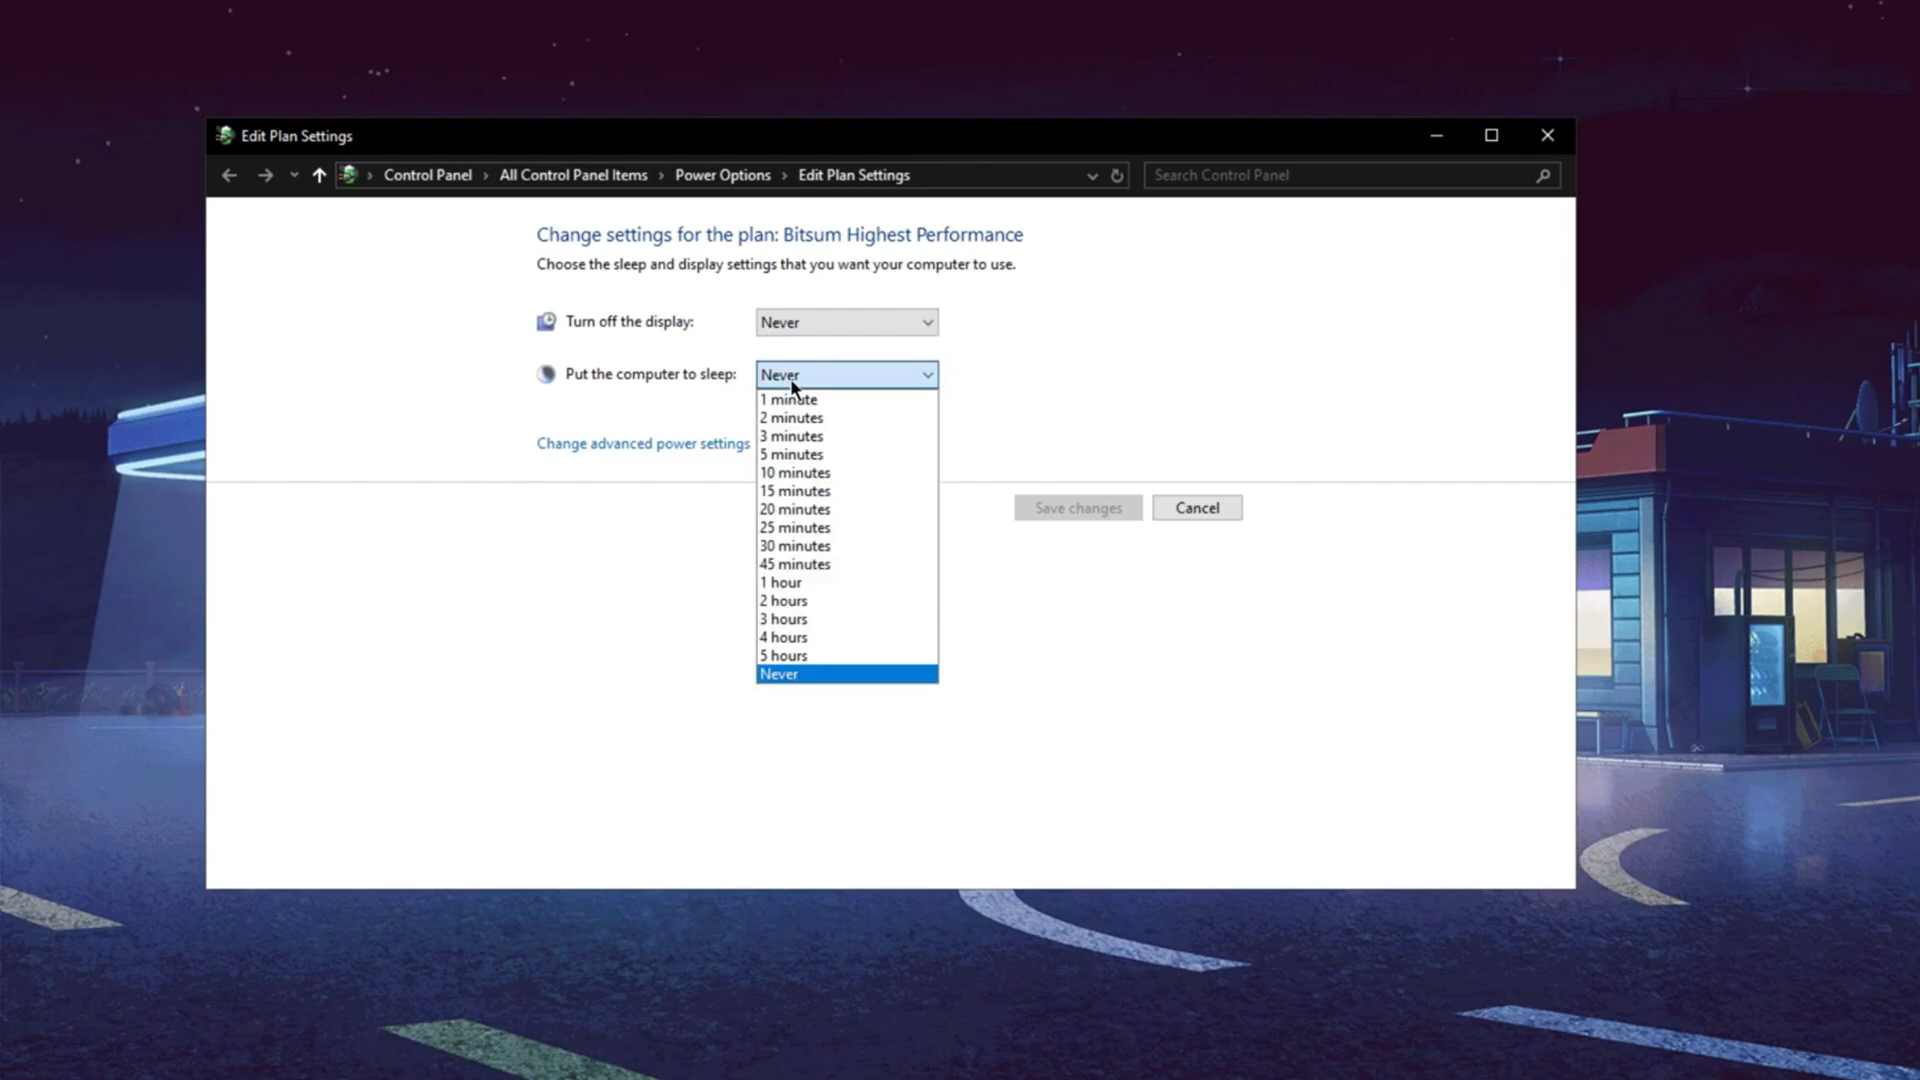 Edit Plan Settings
Control Panel › All Control Panel Items › Power Options › Edit Plan Settings
Search Control Panel
Change settings for the plan: Bitsum Highest Performance
Choose the sleep and display settings that you want your computer to use.
Turn off the display: Never
Put the computer to sleep: Never
1 minute
2 minutes
3 minutes
5 minutes
10 minutes
15 minutes
20 minutes
25 minutes
30 minutes
45 minutes
1 hour
2 hours
3 hours
4 hours
5 hours
Never
Change advanced power settings
Save changes
Cancel